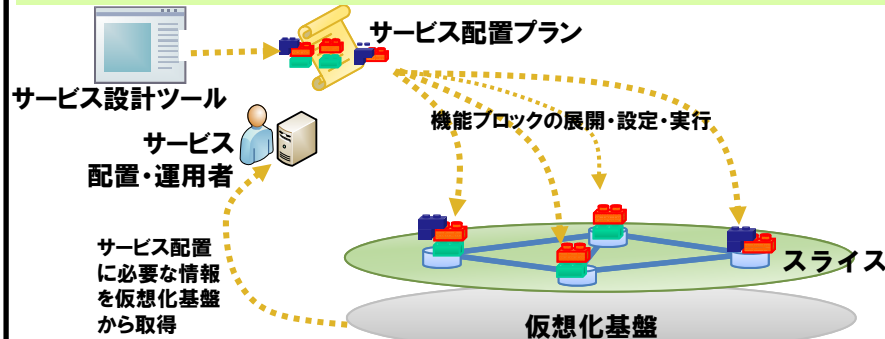 サービス配置プラン
サービス設計ツール
機能ブロックの展開・設定・実行
サービス
配置・運用者
サービス配置
に必要な情報
を仮想化基盤
から取得
スライス
仮想化基盤